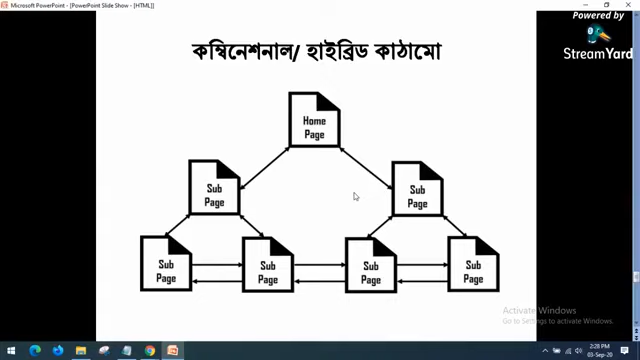 Microsoft PowerPoint - [PowerPoint Slide Show - [HTML]]
Powered by
StreamYard
কম্বিনেশনাল/ হাইব্রিড কাঠামো
Home
Page
Sub
Page
Sub
Page
Sub
Page
Sub
Page
Sub
Page
Sub
Page
Activate Windows
Go to Settings to activate Windows.
2:28 PM
03-Sep-20